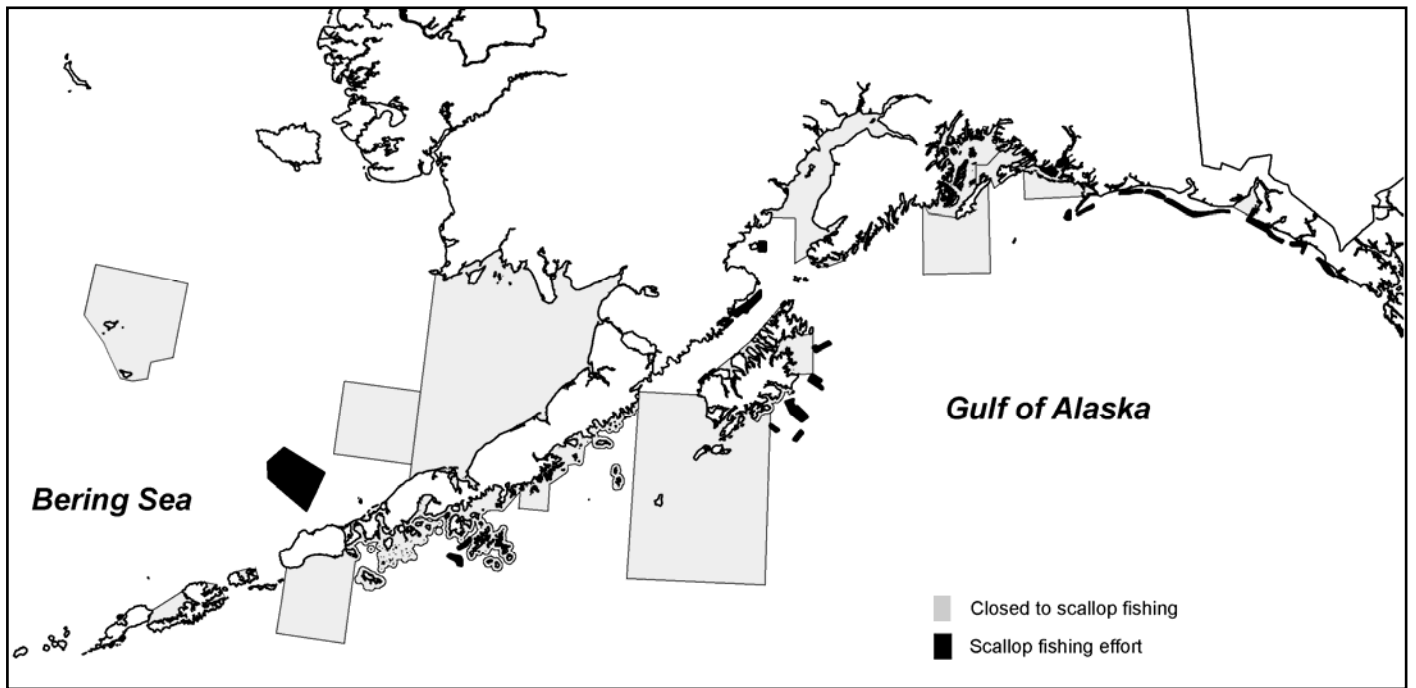 Gulf of Alaska
Bering Sea
Closed to scallop fishing
Scallop fishing effort